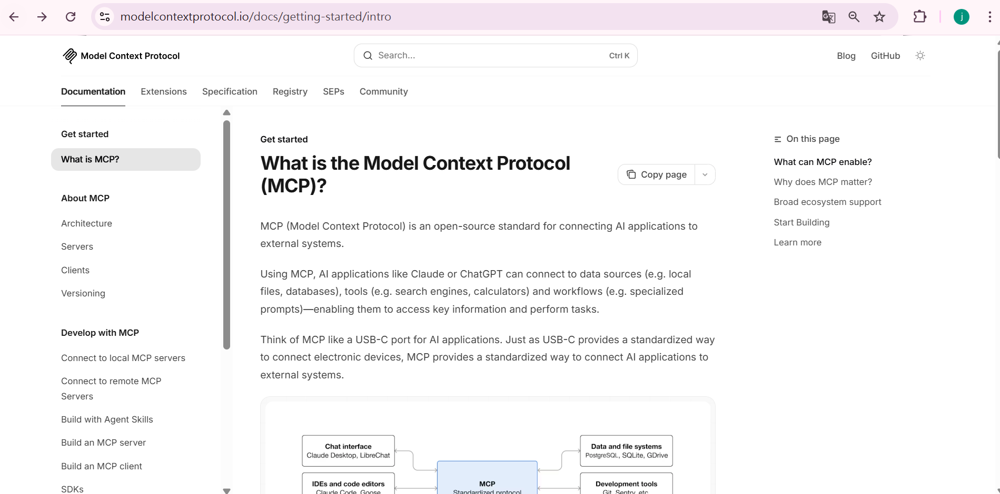 modelcontextprotocol.io/docs/getting-started/intro
j
Model Context Protocol
Search...
Ctrl K
Blog
GitHub
Documentation
Extensions
Specification
Registry
SEPs
Community
Get started
What is MCP?
About MCP
Architecture
Servers
Clients
Versioning
Develop with MCP
Connect to local MCP servers
Connect to remote MCP
Servers
Build with Agent Skills
Build an MCP server
Build an MCP client
SDKs
Get started
What is the Model Context Protocol
(MCP)?
Copy page
MCP (Model Context Protocol) is an open-source standard for connecting AI applications to
external systems.
Using MCP, AI applications like Claude or ChatGPT can connect to data sources (e.g. local
files, databases), tools (e.g. search engines, calculators) and workflows (e.g. specialized
prompts)—enabling them to access key information and perform tasks.
Think of MCP like a USB-C port for AI applications. Just as USB-C provides a standardized way
to connect electronic devices, MCP provides a standardized way to connect AI applications to
external systems.
Chat interface
Claude Desktop, LibreChat
IDEs and code editors
Claude Code, Goose
MCP
Standardized protocol
Data and file systems
PostgreSQL, SQLite, GDrive
Development tools
Git, Sentry, etc.
On this page
What can MCP enable?
Why does MCP matter?
Broad ecosystem support
Start Building
Learn more